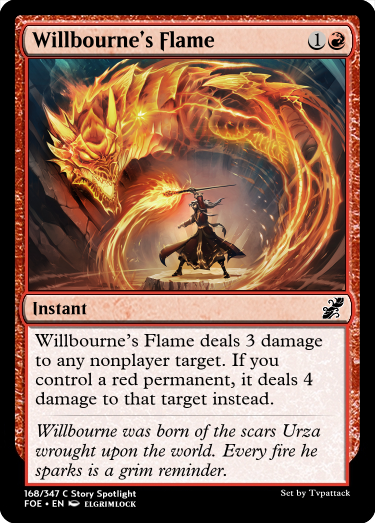 Willbourne's Flame 1
Instant
Willbourne's Flame deals 3 damage
to any nonplayer target. If you
control a red permanent, it deals 4
damage to that target instead.
Willbourne was born of the scars Urza
wrought upon the world. Every fire he
sparks is a grim reminder.
168/347 C Story Spotlight
FOE • EN ELGRIMLOCK
Set by Tvpattack